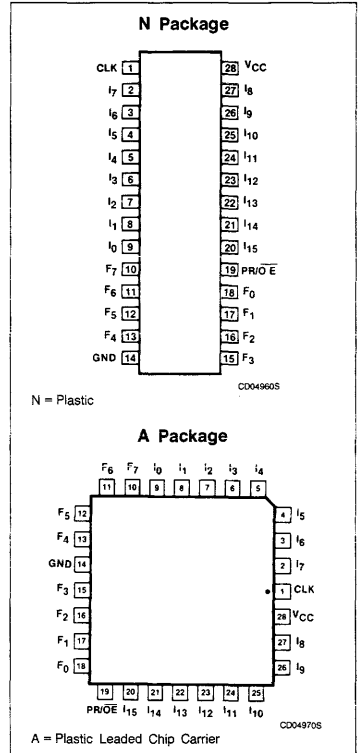 N Package
CLK 1 28 VCC
I7 2 27 I8
I6 3 26 I9
I5 4 25 I10
I4 5 24 I11
I3 6 23 I12
I2 7 22 I13
I1 8 21 I14
I0 9 20 I15
F7 10 19 PR/O̅E̅
F6 11 18 F0
F5 12 17 F1
F4 13 16 F2
GND 14 15 F3
CD04960S
N = Plastic
A Package
F6 F7 I0 I1 I2 I3 I4
11 10 9 8 7 6 5
F5 12 4 I5
F4 13 3 I6
GND 14 2 I7
F3 15 1 CLK
F2 16 28 VCC
F1 17 27 I8
F0 18 26 I9
19 20 21 22 23 24 25
PR/O̅E̅ I15 I14 I13 I12 I11 I10
CD04970S
A = Plastic Leaded Chip Carrier